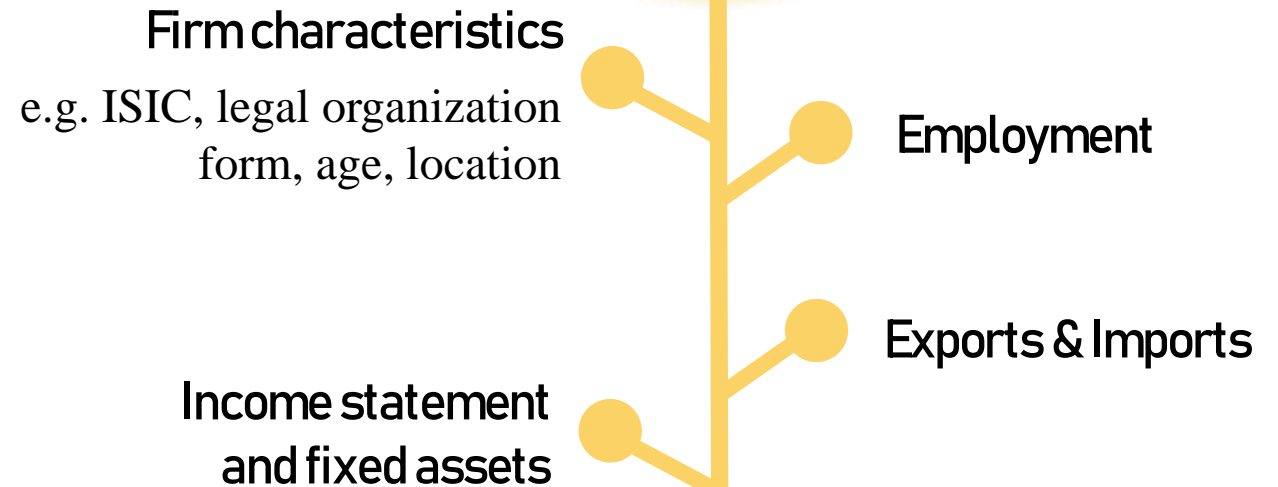 Firm characteristics
e.g. ISIC, legal organization
form, age, location
Employment
Exports & Imports
Income statement
and fixed assets